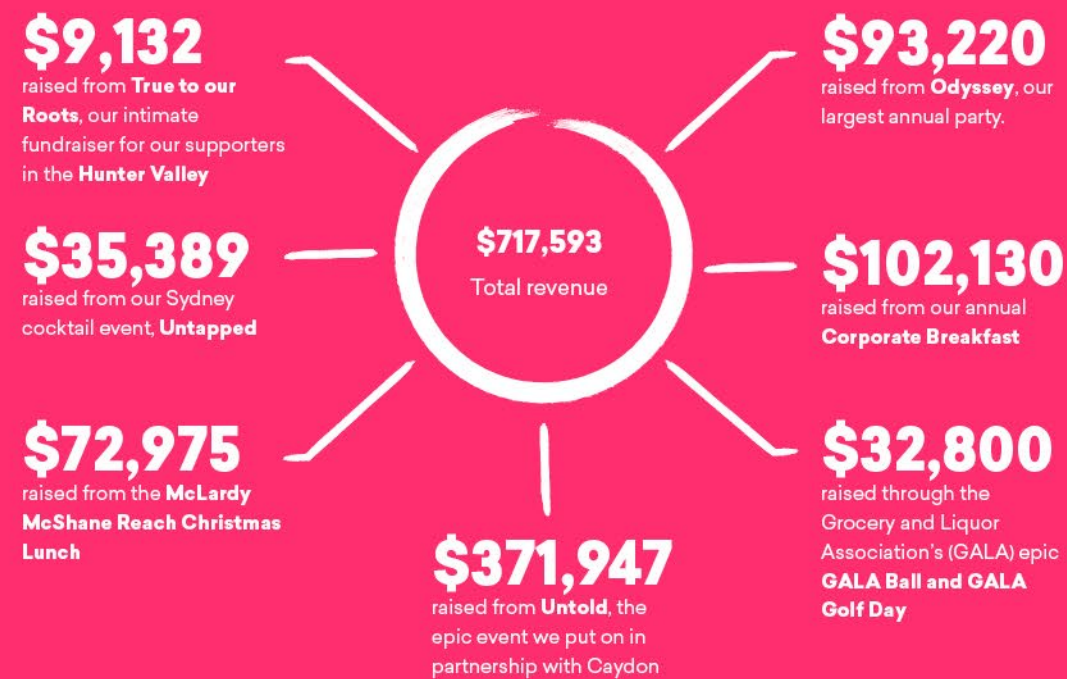 $9,132
raised from True to our
Roots, our intimate
fundraiser for our supporters
in the Hunter Valley
$35,389
raised from our Sydney
cocktail event, Untapped
$72,975
raised from the McLardy
McShane Reach Christmas
Lunch
$717,593
Total revenue
$371,947
raised from Untold, the
epic event we put on in
partnership with Caydon
$93,220
raised from Odyssey, our
largest annual party.
$102,130
raised from our annual
Corporate Breakfast
$32,800
raised through the
Grocery and Liquor
Association’s (GALA) epic
GALA Ball and GALA
Golf Day